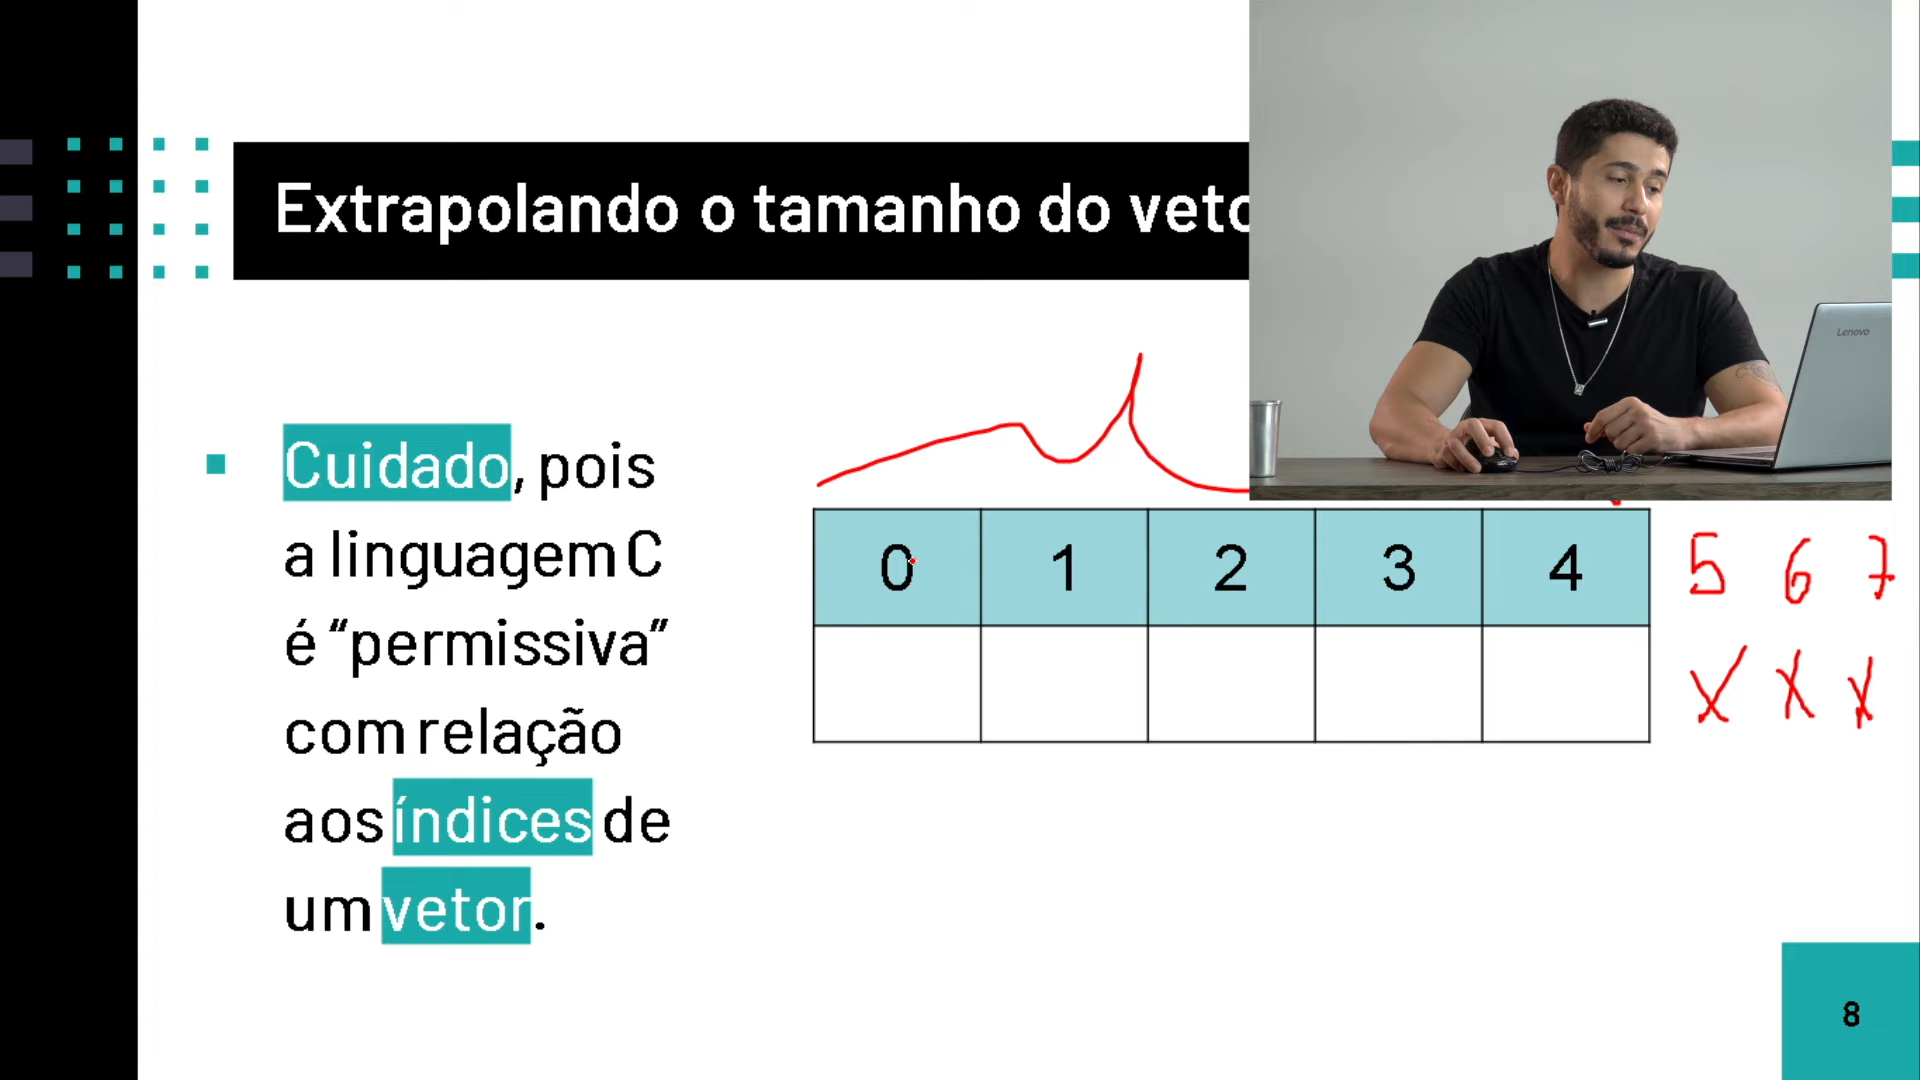 Extrapolando o tamanho do veto
Lenovo
Cuidado, pois
a linguagem C
é “permissiva”
com relação
aos índices de
um vetor.
0 1 2 3 4 5 6 7
X X X
8